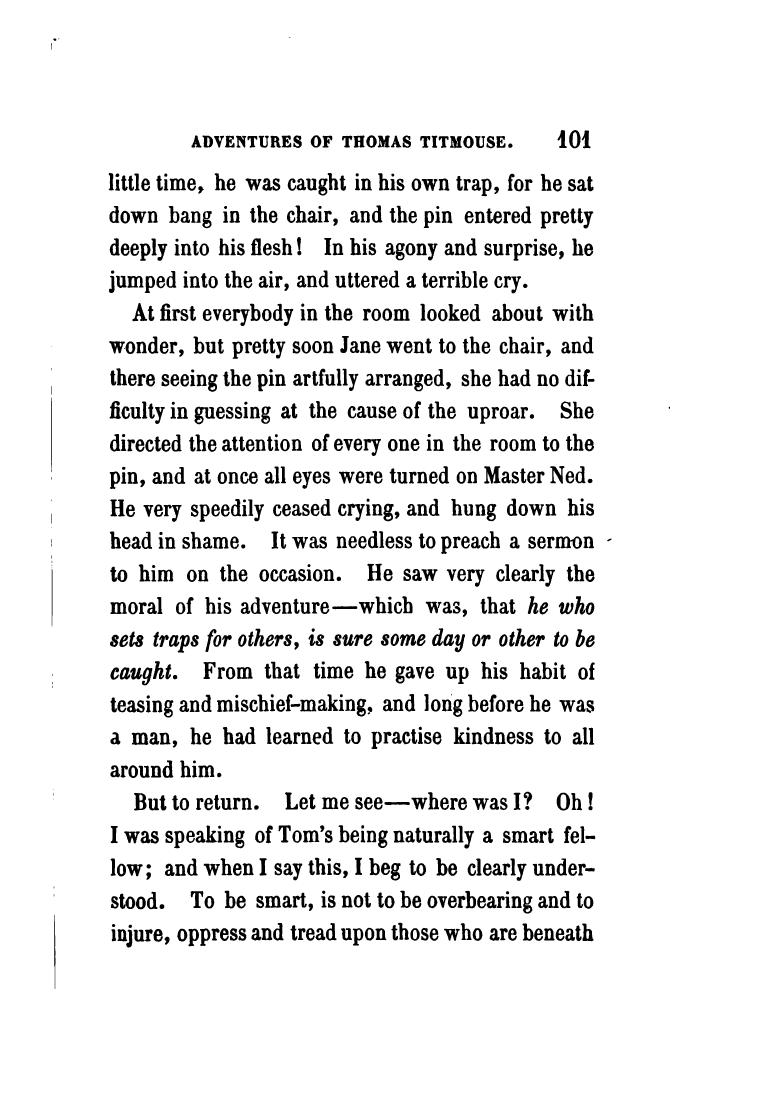 ADVENTURES OF THOMAS TITMOUSE. 101
little time, he was caught in his own trap, for he sat
down bang in the chair, and the pin entered pretty
deeply into his flesh! In his agony and surprise, he
jumped into the air, and uttered a terrible cry.
At first everybody in the room looked about with
wonder, but pretty soon Jane went to the chair, and
there seeing the pin artfully arranged, she had no dif-
ficulty in guessing at the cause of the uproar. She
directed the attention of every one in the room to the
pin, and at once all eyes were turned on Master Ned.
He very speedily ceased crying, and hung down his
head in shame. It was needless to preach a sermon
to him on the occasion. He saw very clearly the
moral of his adventure—which was, that he who
sets traps for others, is sure some day or other to be
caught. From that time he gave up his habit of
teasing and mischief-making, and long before he was
a man, he had learned to practise kindness to all
around him.
But to return. Let me see—where was I? Oh!
I was speaking of Tom's being naturally a smart fel-
low; and when I say this, I beg to be clearly under-
stood. To be smart, is not to be overbearing and to
injure, oppress and tread upon those who are beneath